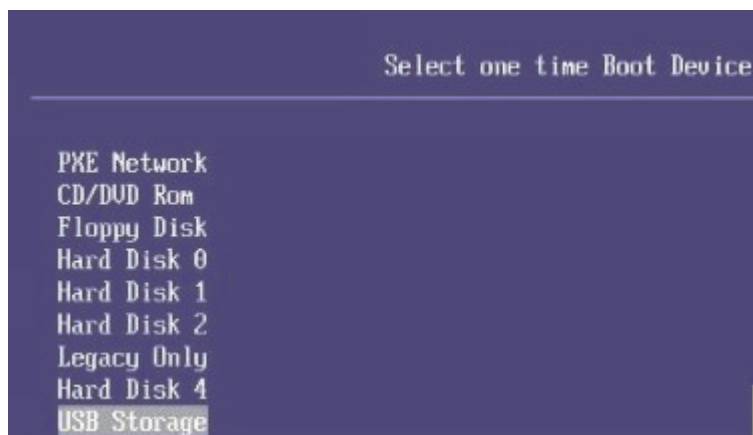 Select one time Boot Device
PXE Network
CD/DVD Rom
Floppy Disk
Hard Disk 0
Hard Disk 1
Hard Disk 2
Legacy Only
Hard Disk 4
USB Storage